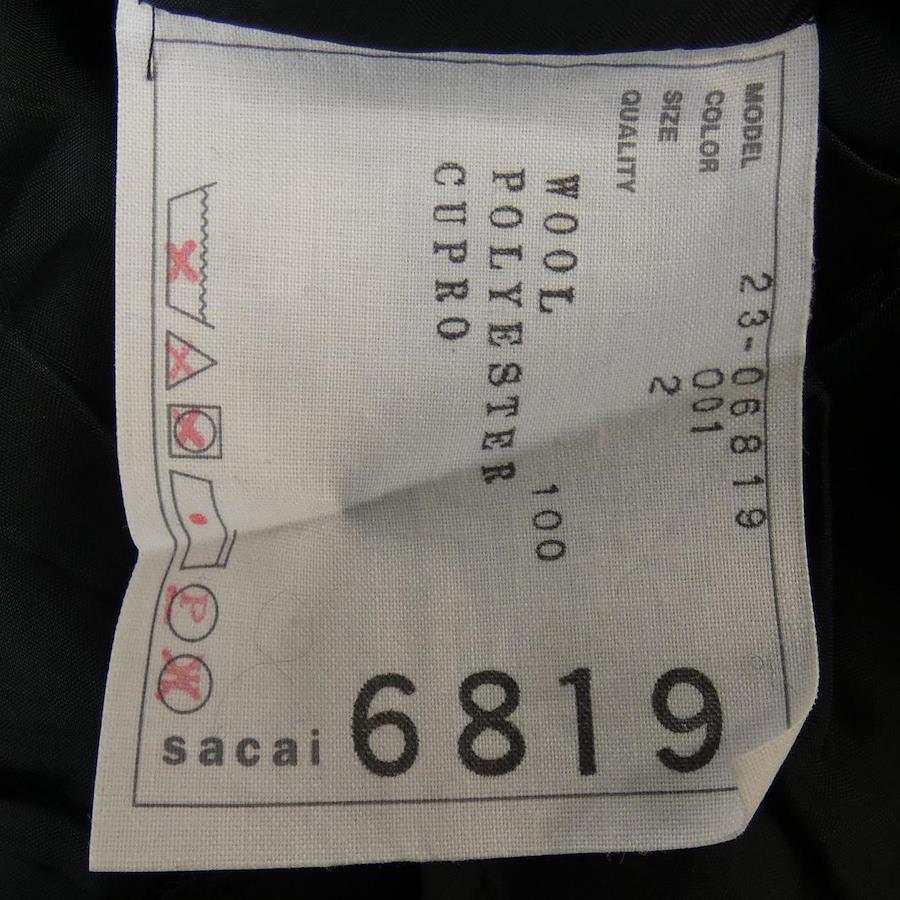 MODEL 23-06819
COLOR 001
SIZE 2
QUALITY
WOOL 100
POLYESTER
CUPRO
P
W
sacai 6819